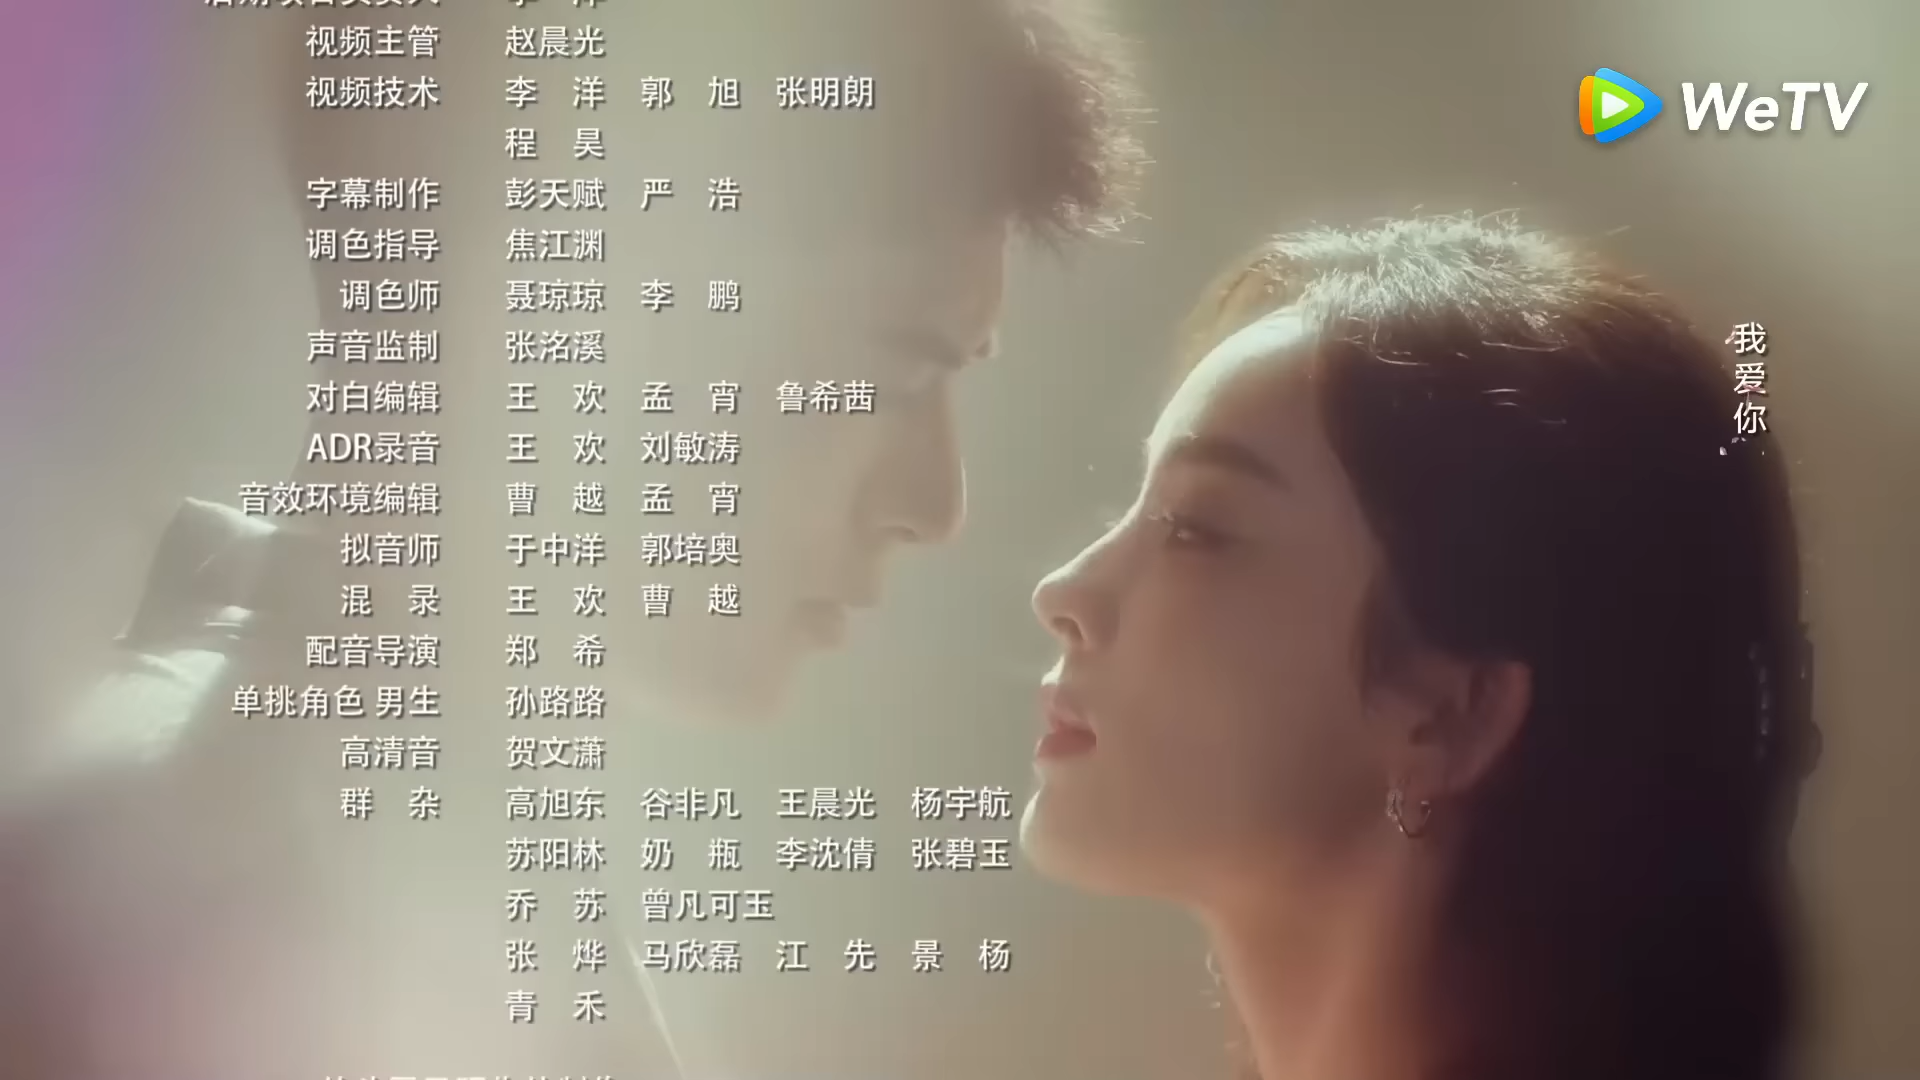 视频主管 赵晨光
视频技术 李 洋 郭 旭 张明朗
程 昊
字幕制作 彭天赋 严 浩
调色指导 焦江渊
调色师 聂琼琼 李 鹏
声音监制 张洺溪
对白编辑 王 欢 孟 宵 鲁希茜
ADR录音 王 欢 刘敏涛
音效环境编辑 曹 越 孟 宵
拟音师 于中洋 郭培奥
混 录 王 欢 曹 越
配音导演 郑 希
单挑角色 男生 孙路路
高清音 贺文潇
群 杂 高旭东 谷非凡 王晨光 杨宇航
苏阳林 奶 瓶 李沈倩 张碧玉
乔 苏 曾凡可玉
张 烨 马欣磊 江 先 景 杨
青 禾
WeTV
我爱你